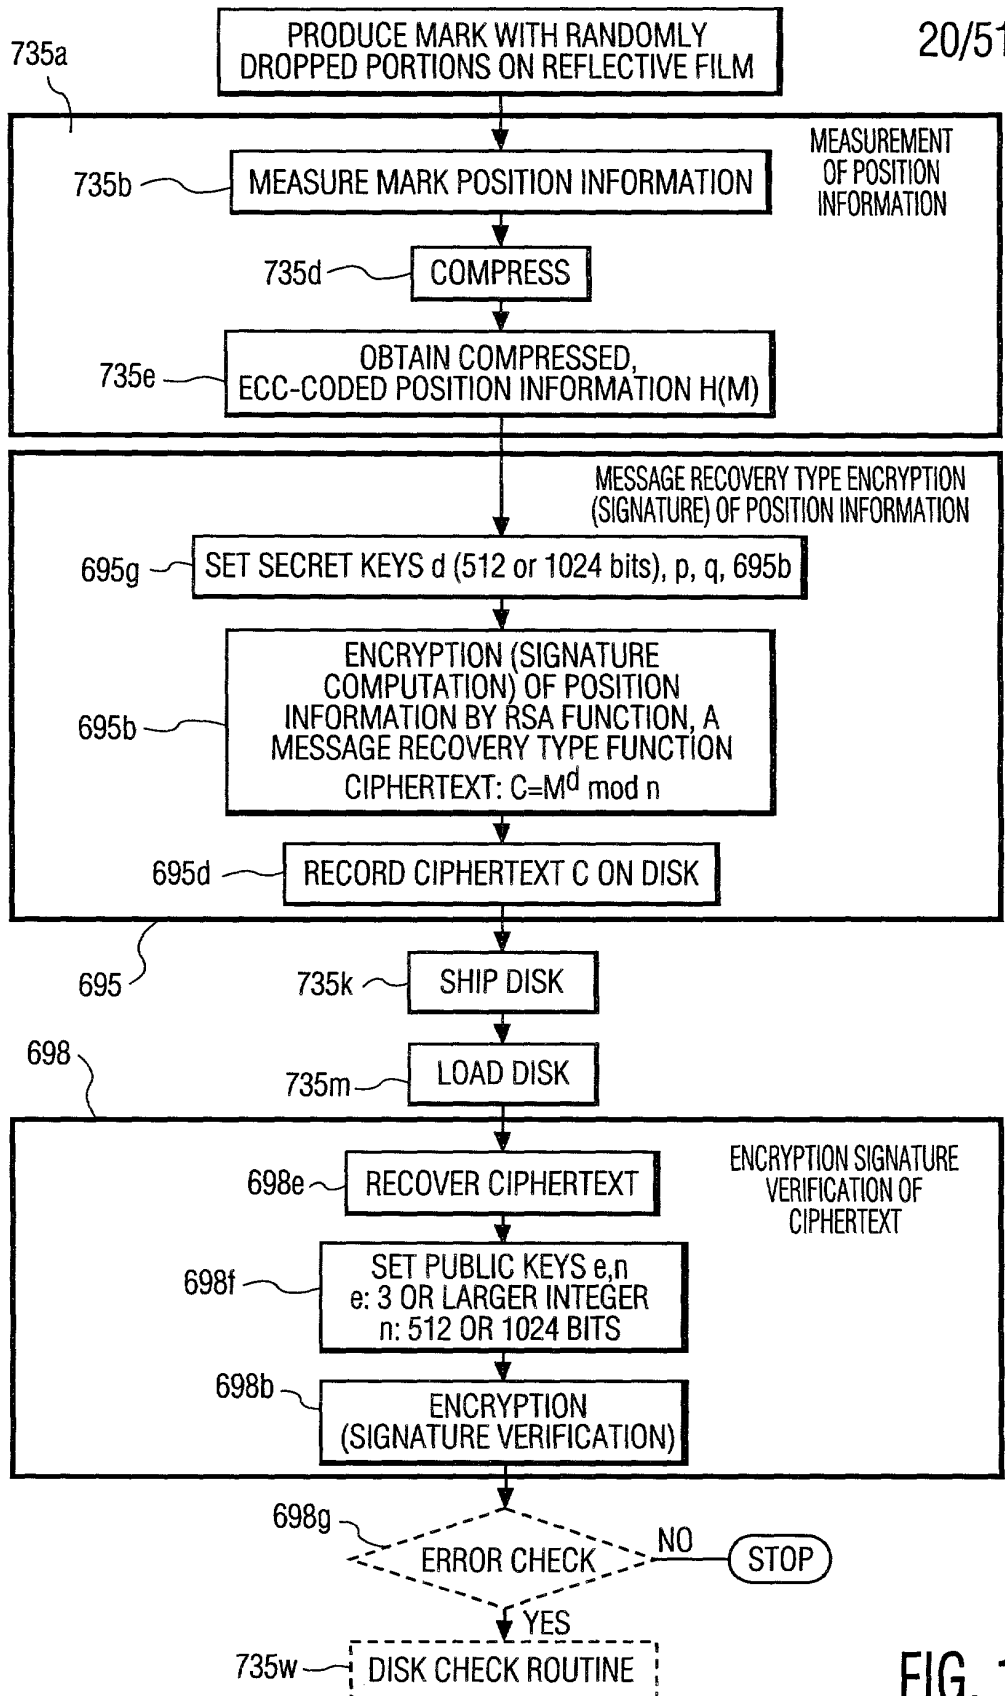 20/51
PRODUCE MARK WITH RANDOMLY
DROPPED PORTIONS ON REFLECTIVE FILM
735a
MEASUREMENT
OF POSITION
INFORMATION
735b
MEASURE MARK POSITION INFORMATION
735d
COMPRESS
735e
OBTAIN COMPRESSED,
ECC-CODED POSITION INFORMATION H(M)
MESSAGE RECOVERY TYPE ENCRYPTION
(SIGNATURE) OF POSITION INFORMATION
695g
SET SECRET KEYS d (512 or 1024 bits), p, q, 695b
695b
ENCRYPTION (SIGNATURE
COMPUTATION) OF POSITION
INFORMATION BY RSA FUNCTION, A
MESSAGE RECOVERY TYPE FUNCTION
CIPHERTEXT: C=M^d mod n
695d
RECORD CIPHERTEXT C ON DISK
695
735k
SHIP DISK
698
735m
LOAD DISK
ENCRYPTION SIGNATURE
VERIFICATION OF
CIPHERTEXT
698e
RECOVER CIPHERTEXT
698f
SET PUBLIC KEYS e,n
e: 3 OR LARGER INTEGER
n: 512 OR 1024 BITS
698b
ENCRYPTION
(SIGNATURE VERIFICATION)
698g
ERROR CHECK
NO
STOP
YES
735w
DISK CHECK ROUTINE
FIG.